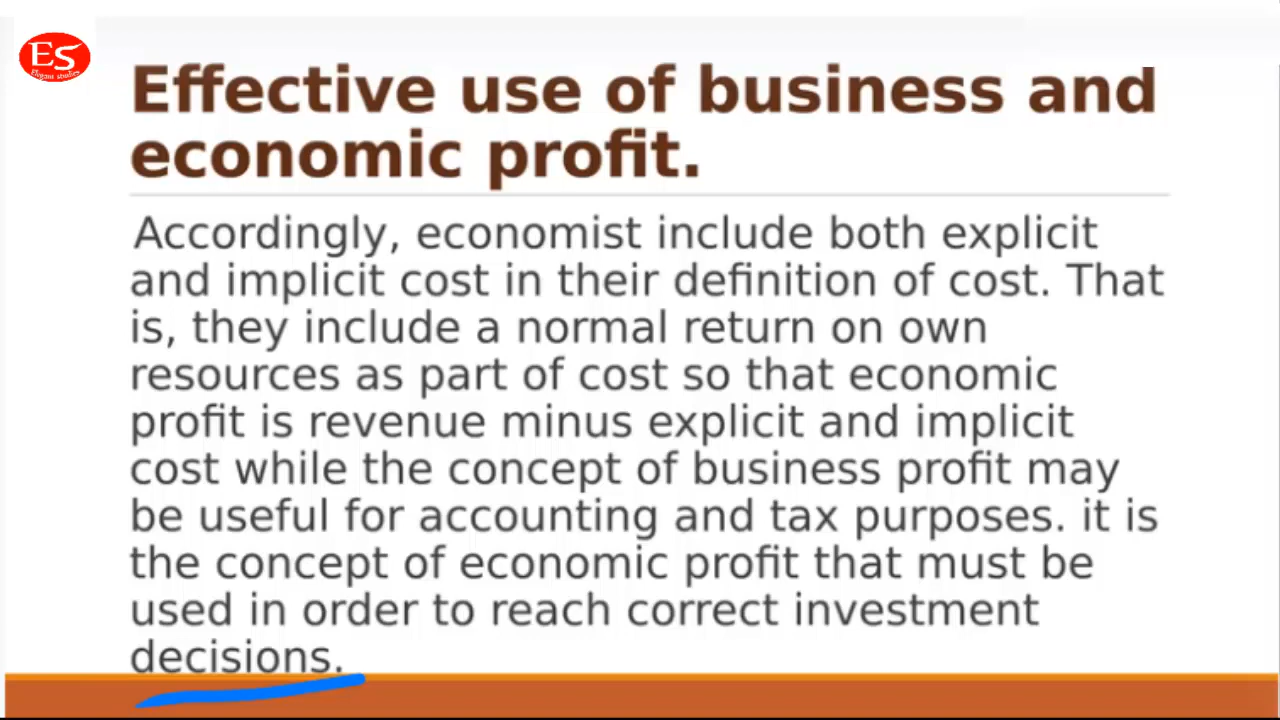 ES
Elegant studies
Effective use of business and
economic profit.
Accordingly, economist include both explicit
and implicit cost in their definition of cost. That
is, they include a normal return on own
resources as part of cost so that economic
profit is revenue minus explicit and implicit
cost while the concept of business profit may
be useful for accounting and tax purposes. it is
the concept of economic profit that must be
used in order to reach correct investment
decisions.